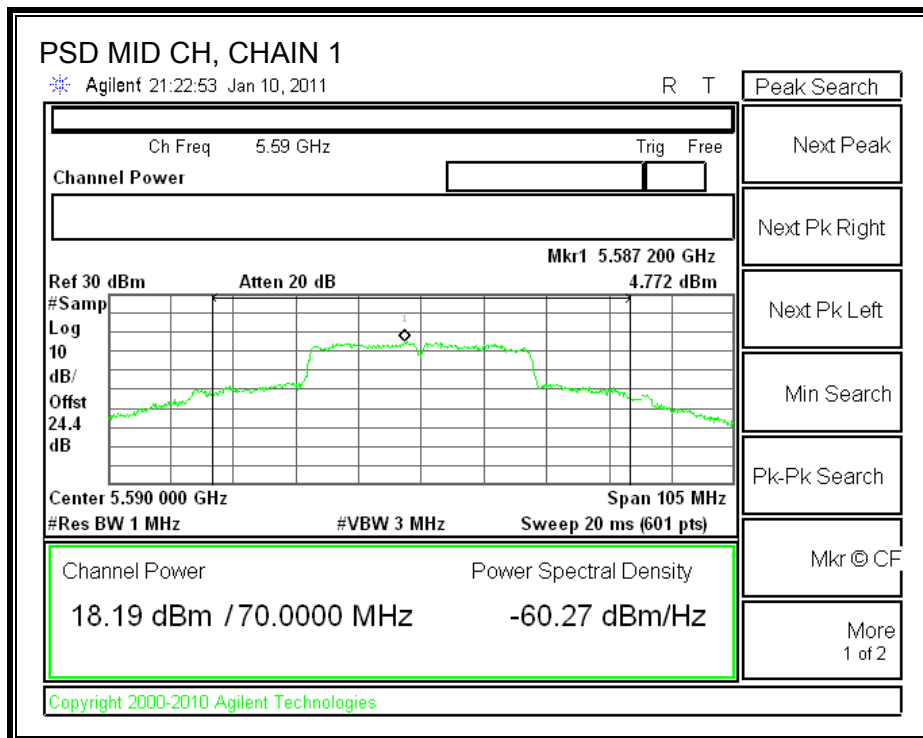 PSD MID CH, CHAIN 1
Agilent 21:22:53 Jan 10, 2011 R T Peak Search
Ch Freq 5.59 GHz Trig Free
Channel Power
Mkr1 5.587 200 GHz
Ref 30 dBm Atten 20 dB 4.772 dBm
#Samp
Log
10
dB/
Offst
24.4
dB
1
Center 5.590 000 GHz Span 105 MHz
#Res BW 1 MHz #VBW 3 MHz Sweep 20 ms (601 pts)
Channel Power Power Spectral Density
18.19 dBm / 70.0000 MHz -60.27 dBm/Hz
Next Peak
Next Pk Right
Next Pk Left
Min Search
Pk-Pk Search
Mkr © CF
More
1 of 2
Copyright 2000-2010 Agilent Technologies